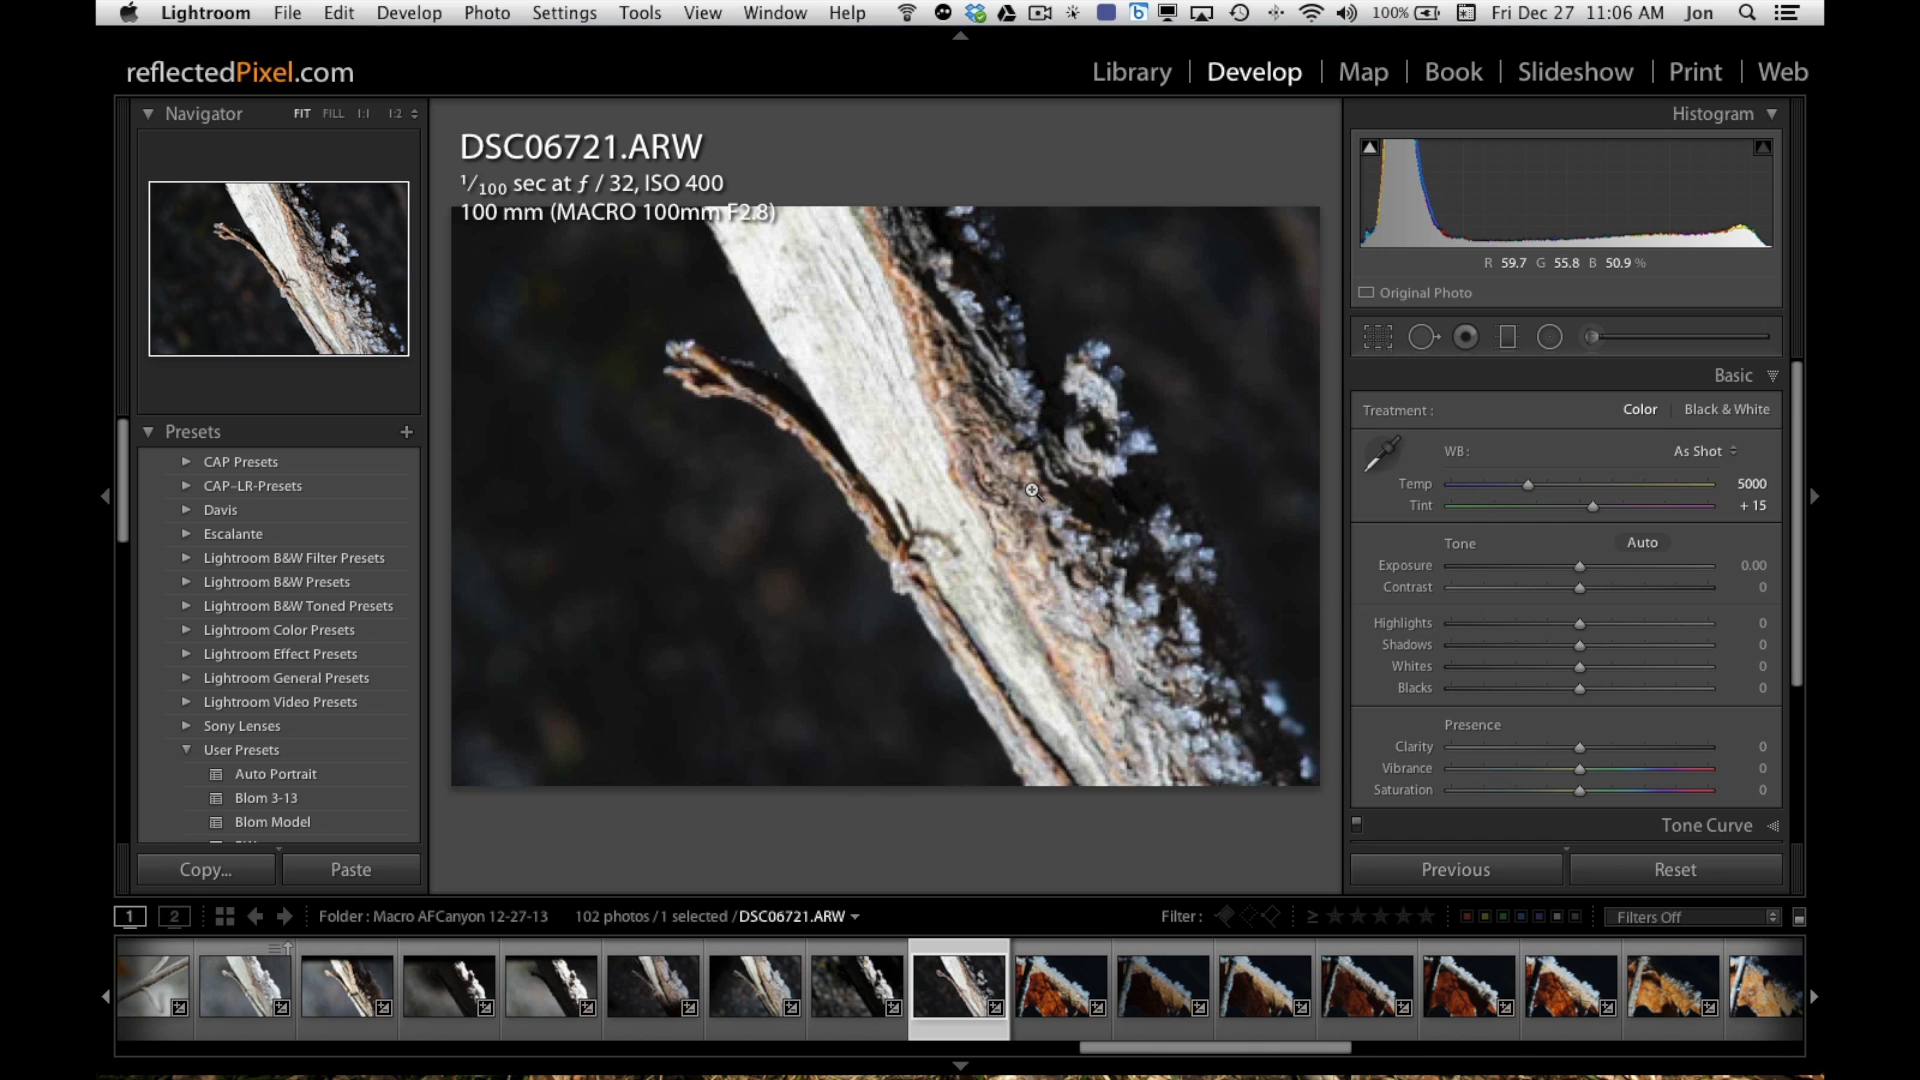 Lightroom File Edit Develop Photo Settings Tools View Window Help 100% Fri Dec 27 11:06 AM Jon
reflectedPixel.com
Library | Develop | Map | Book | Slideshow | Print | Web
Navigator FIT FILL 1:1 1:2
DSC06721.ARW
1/100 sec at ƒ / 32, ISO 400
100 mm (MACRO 100mm F2.8)
Presets +
CAP Presets
CAP-LR-Presets
Davis
Escalante
Lightroom B&W Filter Presets
Lightroom B&W Presets
Lightroom B&W Toned Presets
Lightroom Color Presets
Lightroom Effect Presets
Lightroom General Presets
Lightroom Video Presets
Sony Lenses
User Presets
Auto Portrait
Blom 3-13
Blom Model
Copy... Paste
Histogram
R 59.7 G 55.8 B 50.9 %
Original Photo
Basic
Treatment : Color Black & White
WB: As Shot
Temp 5000
Tint + 15
Tone Auto
Exposure 0.00
Contrast 0
Highlights 0
Shadows 0
Whites 0
Blacks 0
Presence
Clarity 0
Vibrance 0
Saturation 0
Tone Curve
Previous Reset
1 2 Folder : Macro AFCanyon 12-27-13 102 photos / 1 selected / DSC06721.ARW Filter : ≥ Filters Off